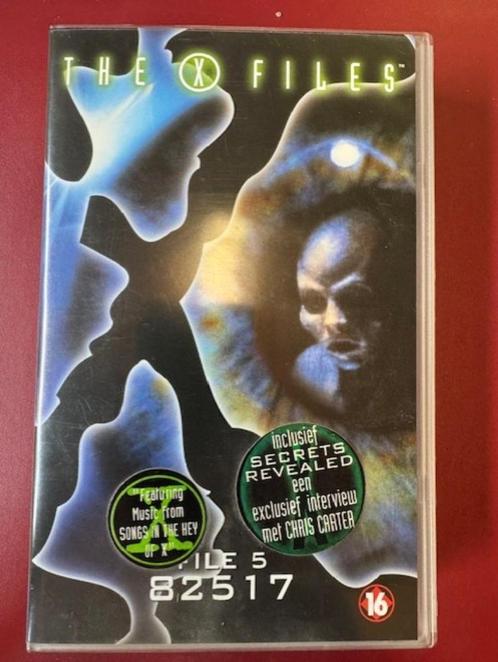 THE X FILES™
"Featuring
Music from
SONGS IN THE KEY
OF X"
inclusief
SECRETS
REVEALED
een
exclusief interview
met CHRIS CARTER
FILE 5
82517
16